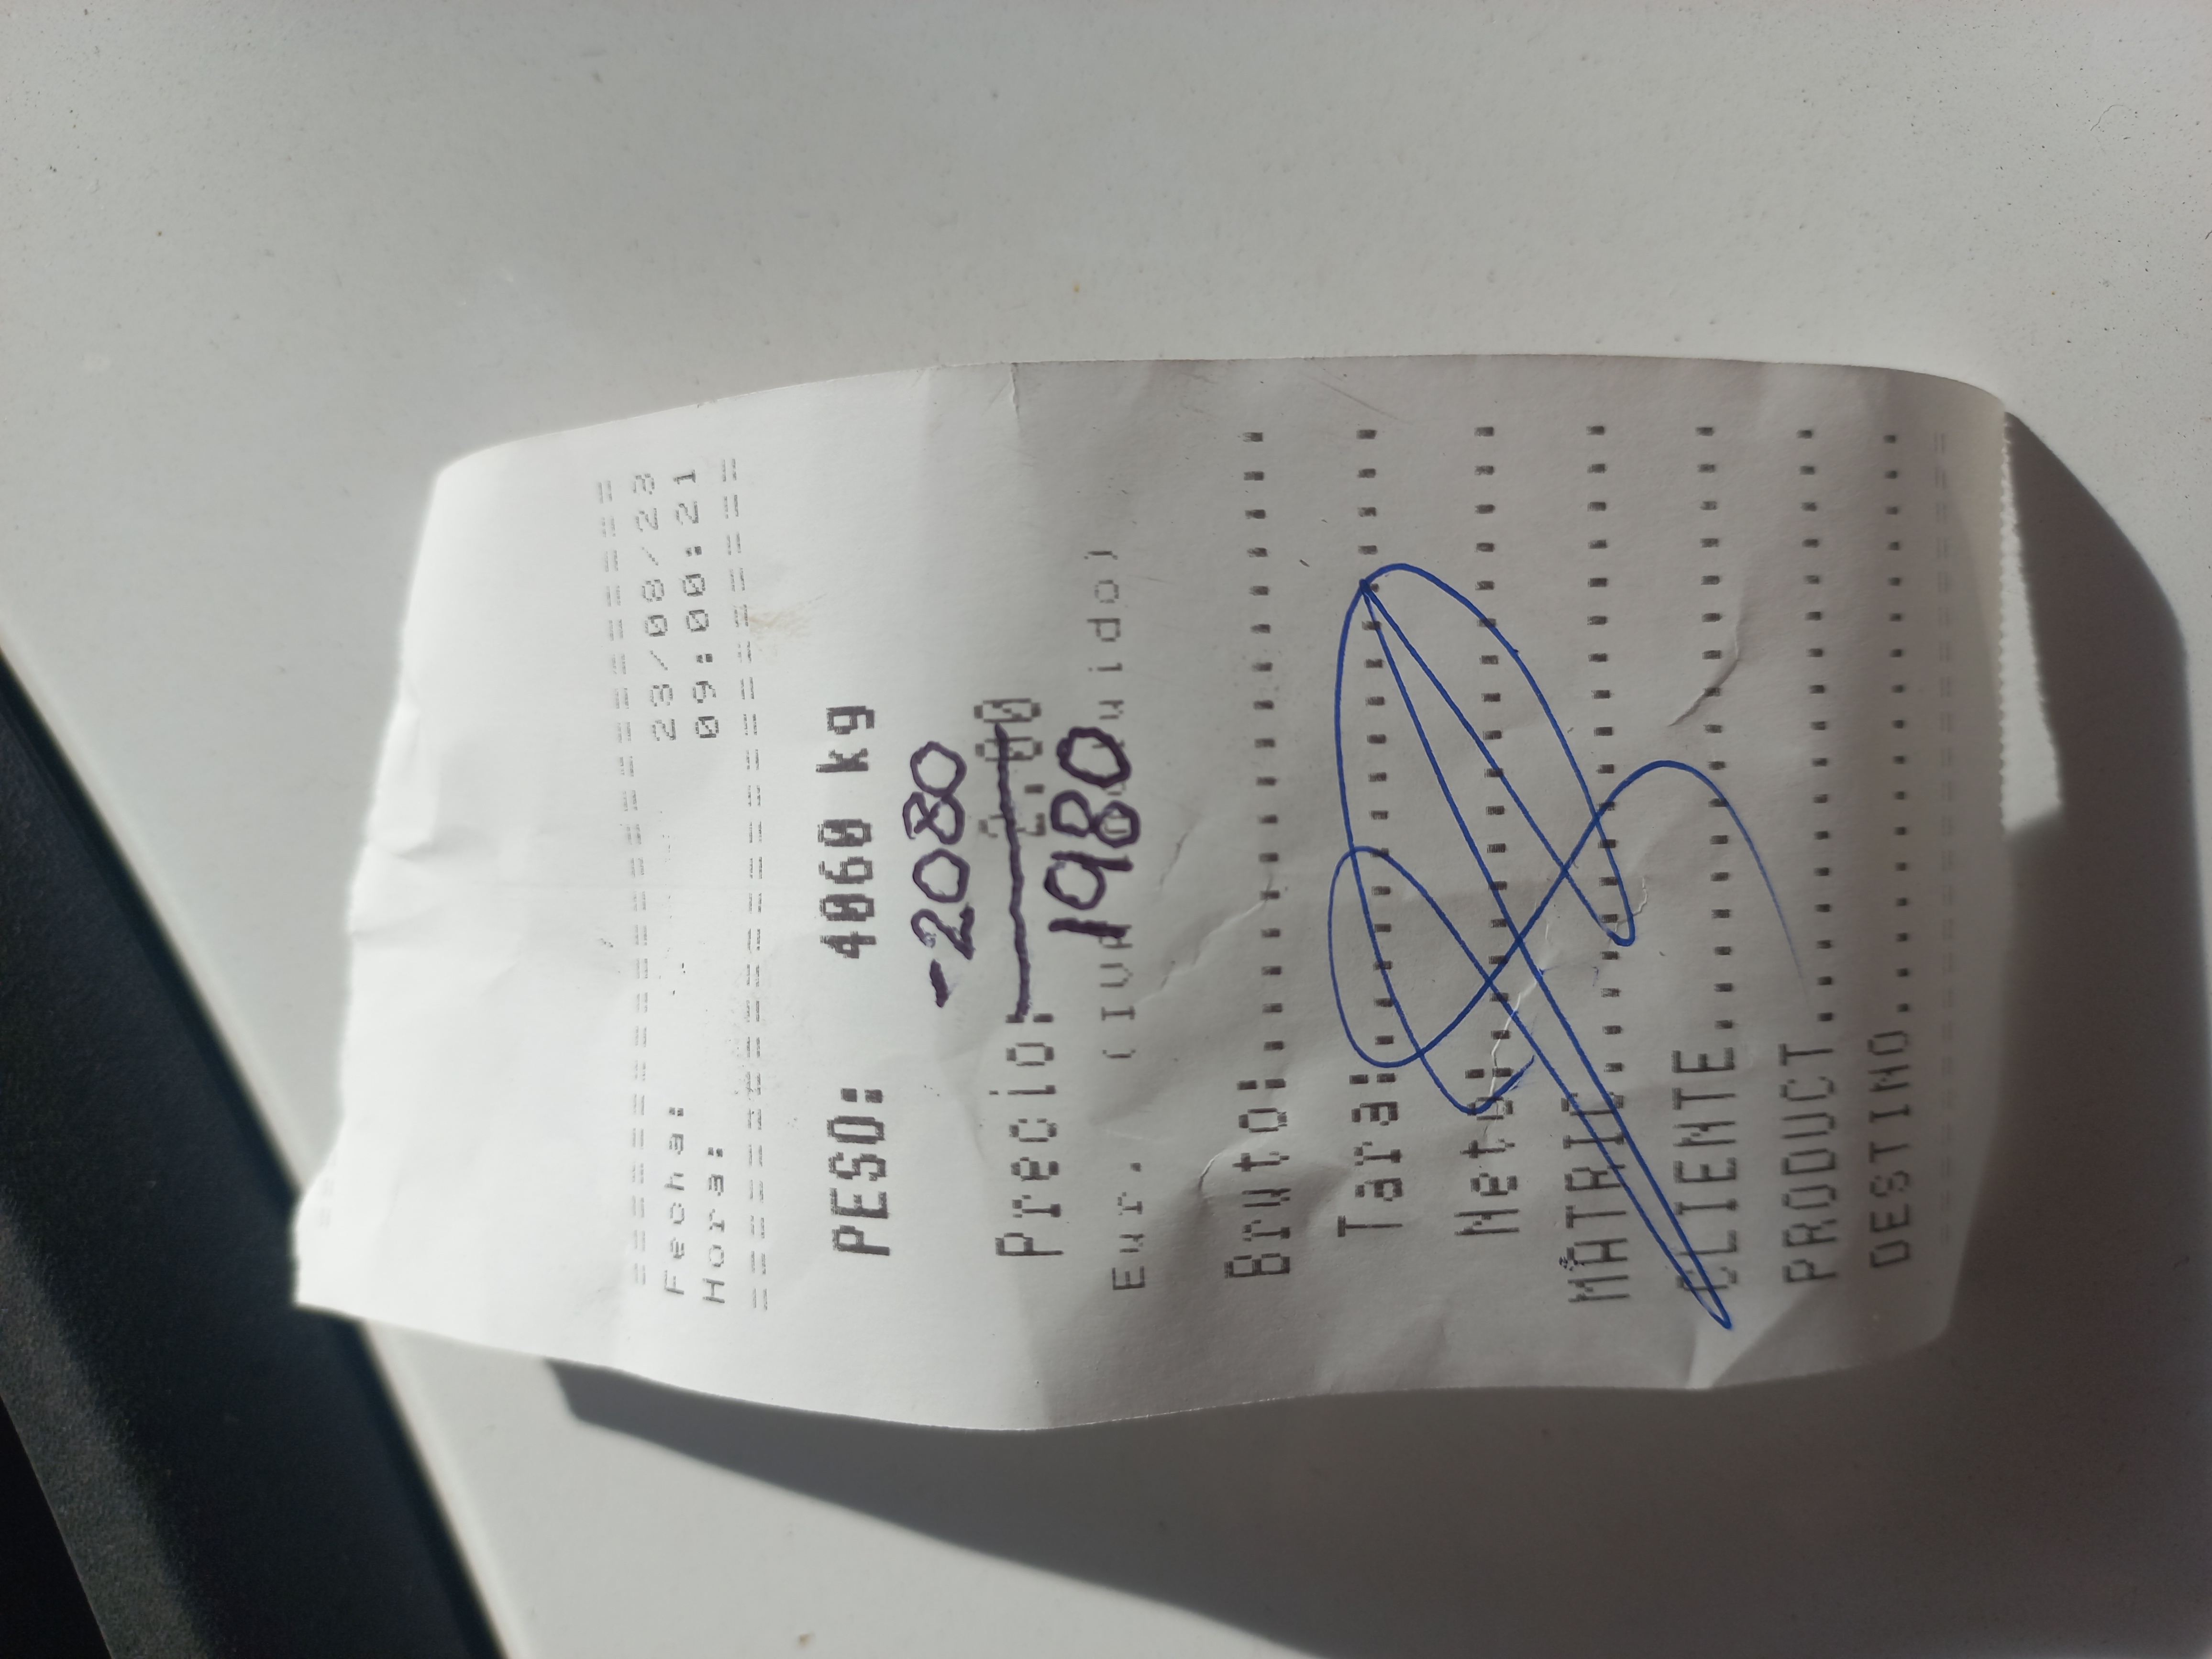 ====================
Fecha: 23/08/23
Hora: 09:00:21
====================
PESO: 4060 kg
-2080
Precio: 2.00
1980
Eur. (IVA incluido)
Bruto:.................
Tara:.................
Neto:.................
MATRIC.................
CLIENTE................
PRODUCT................
DESTINO................
====================